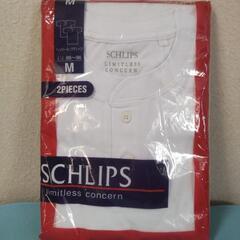 M
M
2PIECES
SCHLIPS
LIMITLESS
CONCERN
SCHLIPS
Limitless concern